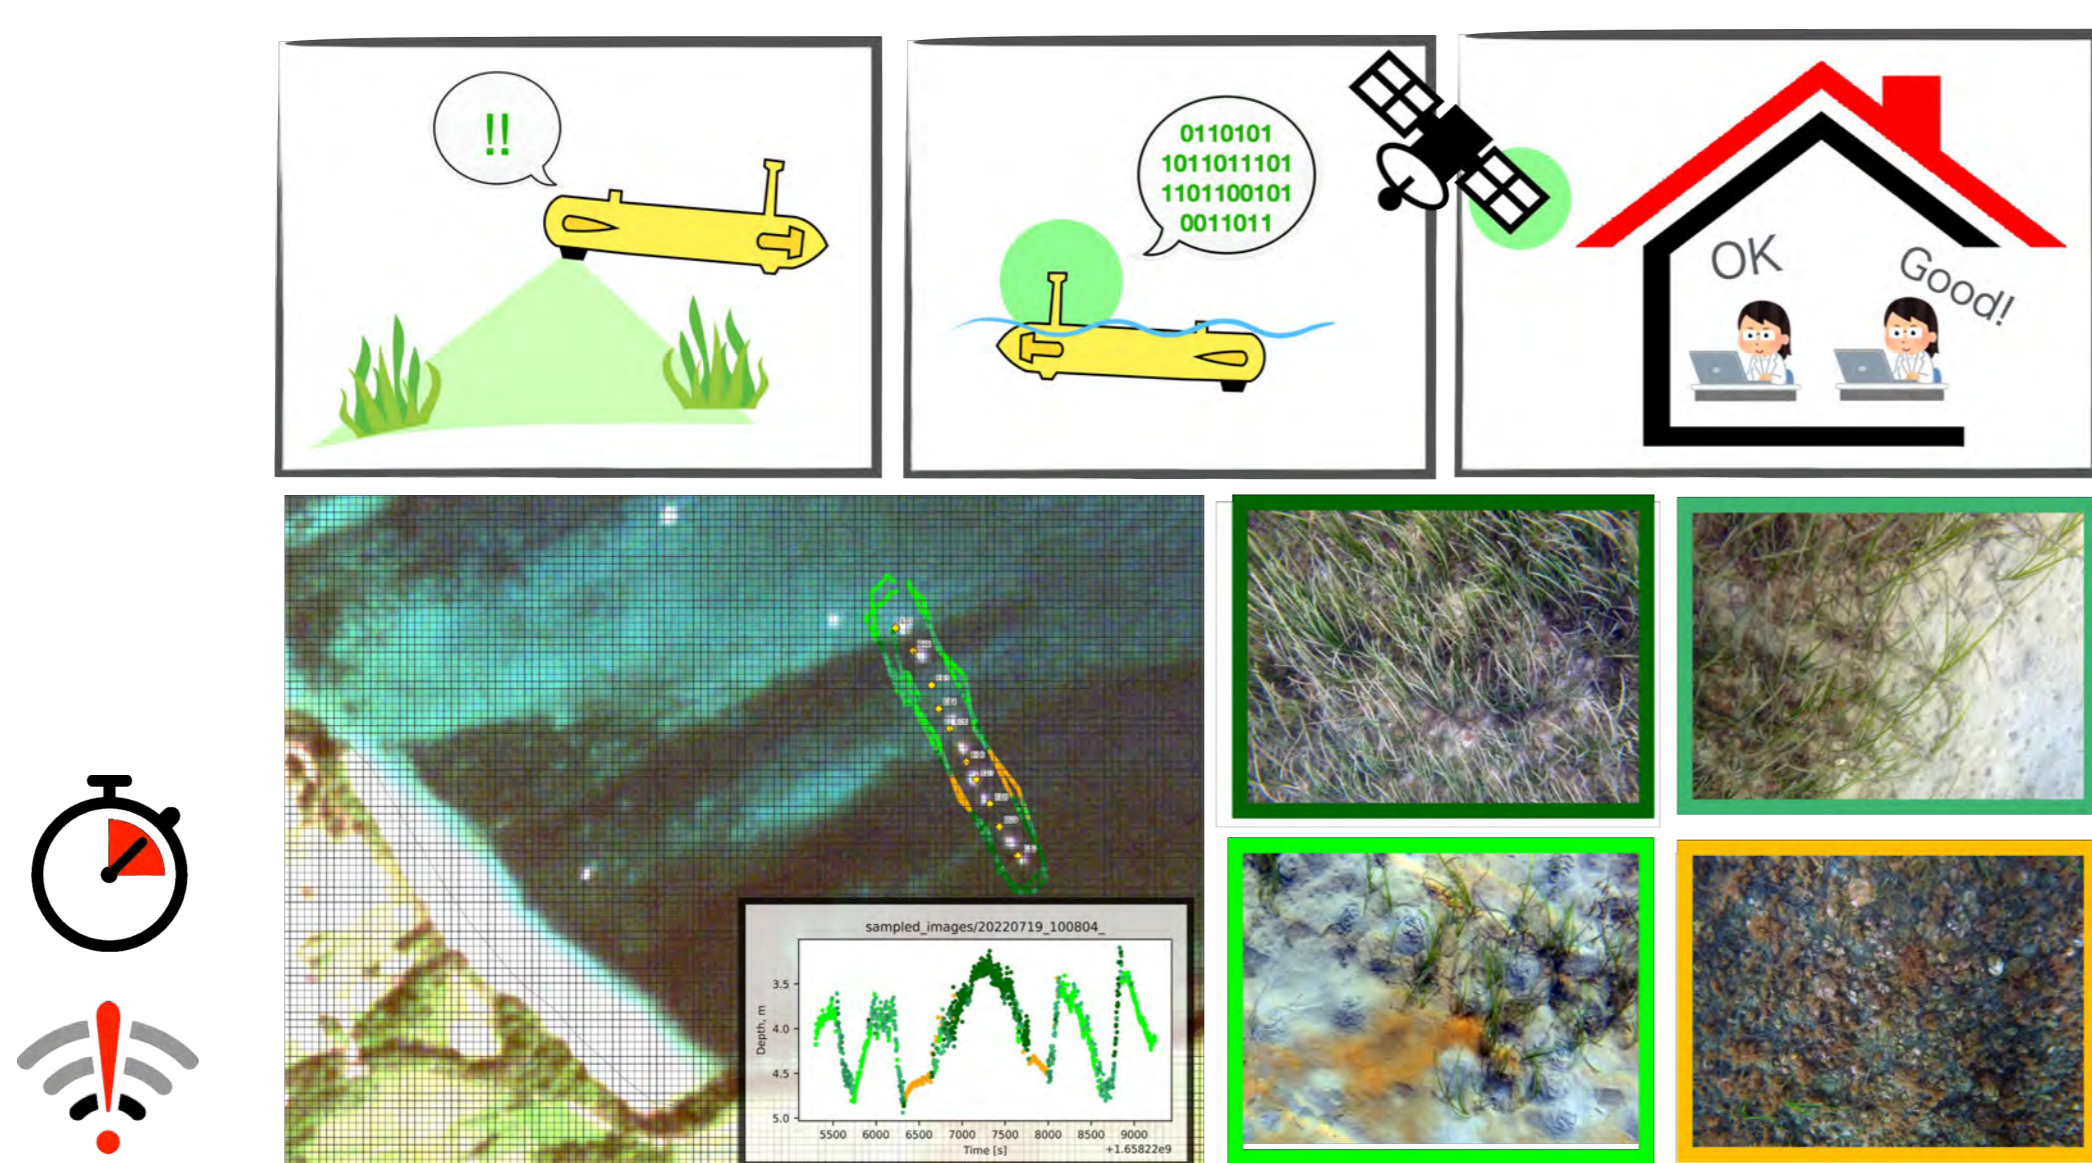 !!
0110101
1011011101
1101100101
0011011
OK
Good!
sampled_images/20220719_100804_
Depth, m
3.5
4.0
4.5
5.0
5500 6000 6500 7000 7500 8000 8500 9000
Time [s]
+1.65822e9